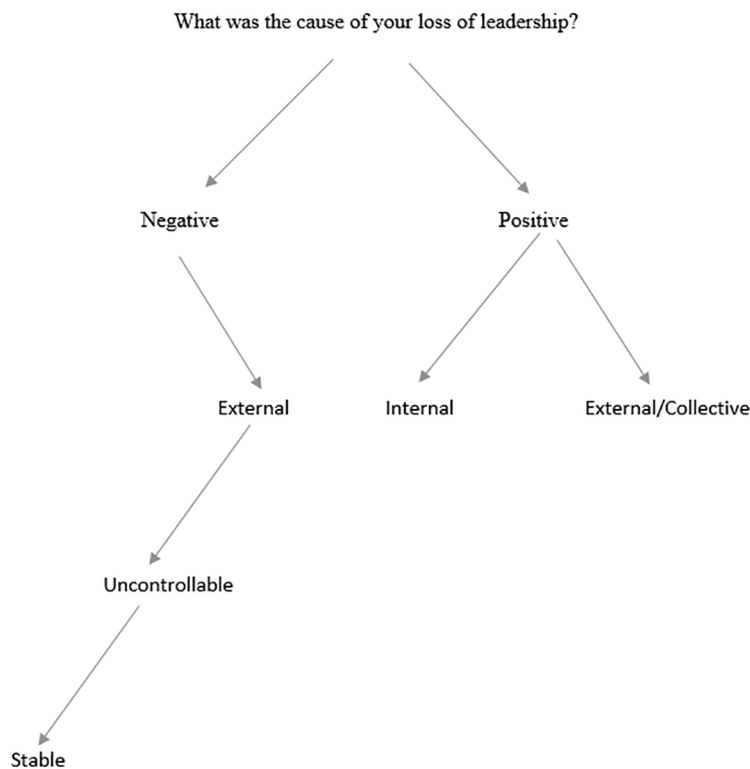 What was the cause of your loss of leadership?
Negative
Positive
External
Internal
External/Collective
Uncontrollable
Stable